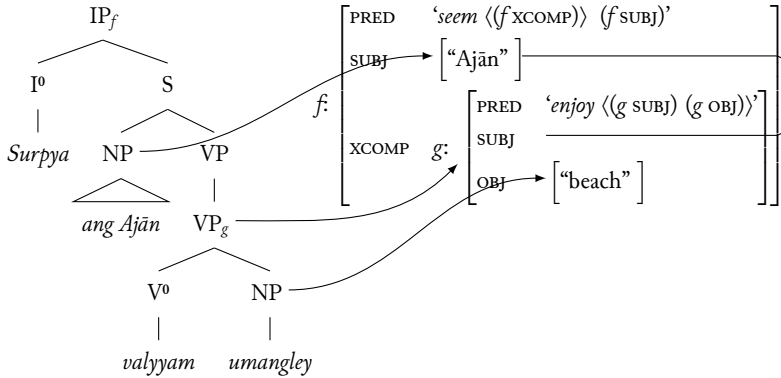 IPf
I⁰ S
Surpya NP VP
ang Ajān VPg
V⁰ NP
valyyam umangley
f:
PRED ‘seem ⟨(f XCOMP)⟩ (f SUBJ)’
SUBJ [“Ajān”]
XCOMP g:
PRED ‘enjoy ⟨(g SUBJ) (g OBJ)⟩’
SUBJ
OBJ [“beach”]